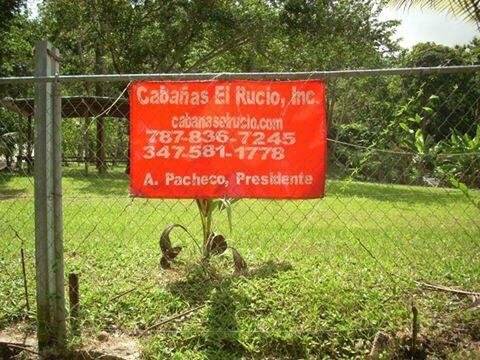 Cabañas El Rucio, Inc.
cabanaselrucio.com
787-836-7245
347-581-1778
A. Pacheco, Presidente